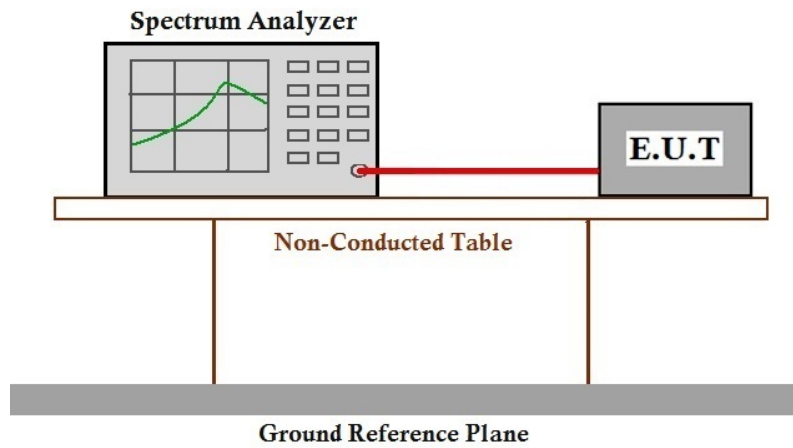 Spectrum Analyzer
E.U.T
Non-Conducted Table
Ground Reference Plane